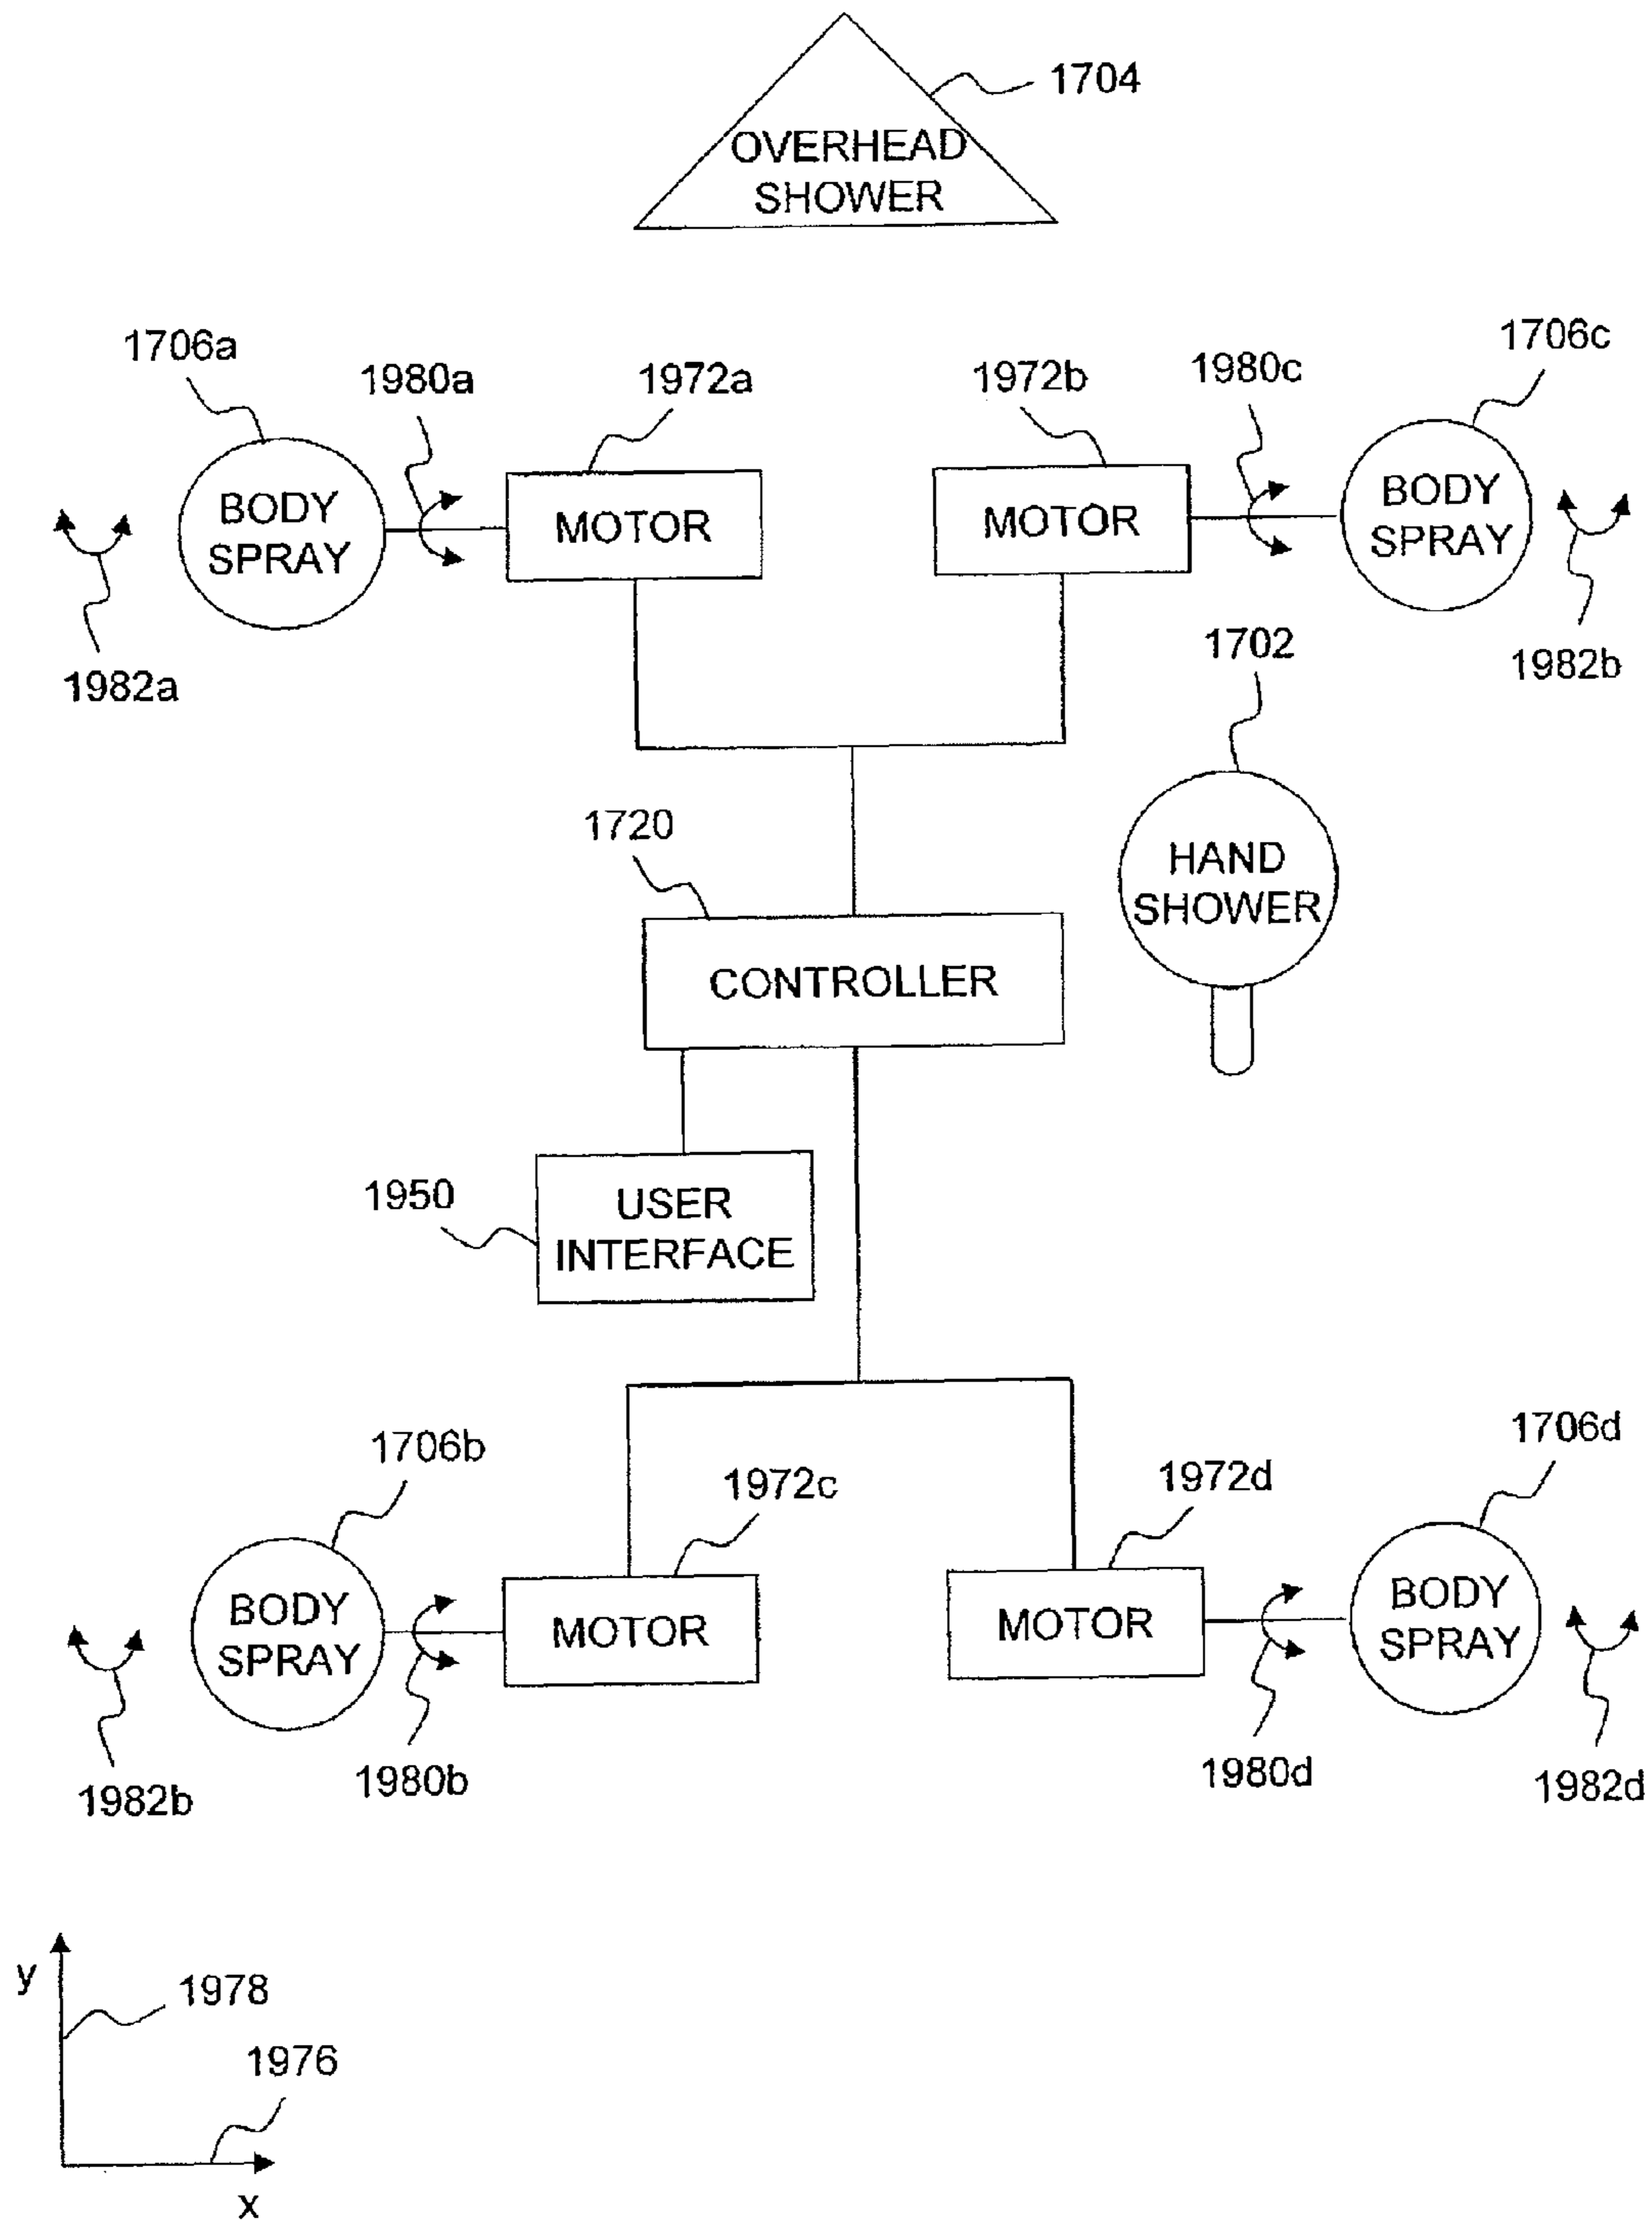 1704
OVERHEAD
SHOWER
1706a
1980a
1972a
1972b
1980c
1706c
BODY
SPRAY
MOTOR
MOTOR
BODY
SPRAY
1982a
1702
1982b
1720
HAND
SHOWER
CONTROLLER
1950
USER
INTERFACE
1706b
1972c
1972d
1706d
BODY
SPRAY
MOTOR
MOTOR
BODY
SPRAY
1982b
1980b
1980d
1982d
y
1978
1976
x